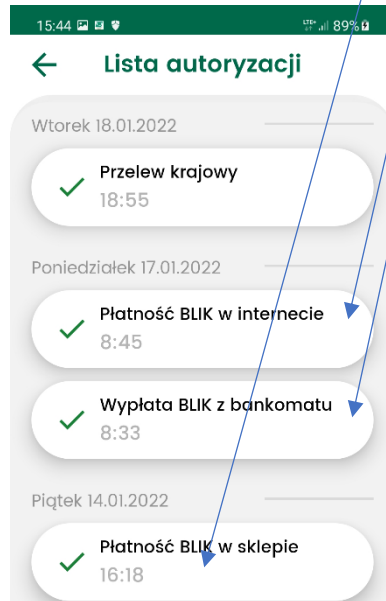 15:44 LTE+ 89%
Lista autoryzacji
Wtorek 18.01.2022
Przelew krajowy
18:55
Poniedziałek 17.01.2022
Płatność BLIK w internecie
8:45
Wypłata BLIK z bankomatu
8:33
Piątek 14.01.2022
Płatność BLIK w sklepie
16:18